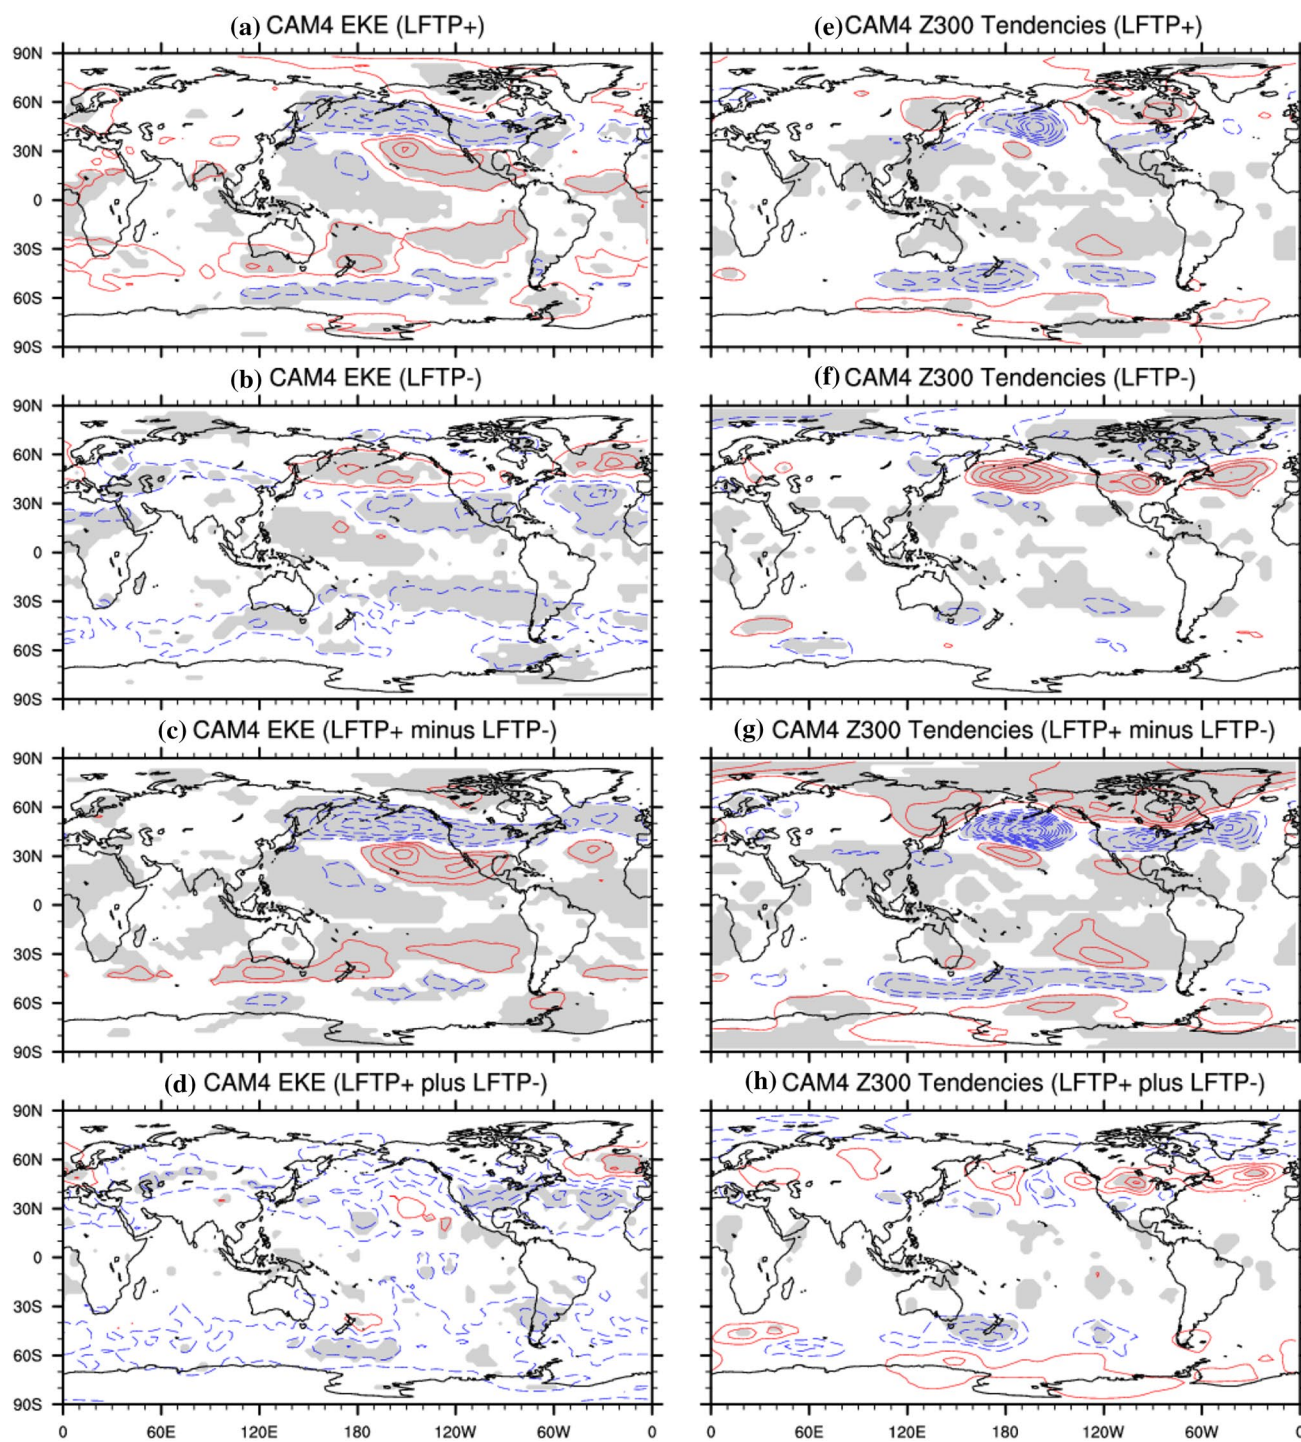 (a) CAM4 EKE (LFTP+)
90N
60N
30N
0
30S
60S
90S
(e) CAM4 Z300 Tendencies (LFTP+)
(b) CAM4 EKE (LFTP-)
90N
60N
30N
0
30S
60S
90S
(f) CAM4 Z300 Tendencies (LFTP-)
(c) CAM4 EKE (LFTP+ minus LFTP-)
90N
60N
30N
0
30S
60S
90S
(g) CAM4 Z300 Tendencies (LFTP+ minus LFTP-)
(d) CAM4 EKE (LFTP+ plus LFTP-)
90N
60N
30N
0
30S
60S
90S
0 60E 120E 180 120W 60W 0
(h) CAM4 Z300 Tendencies (LFTP+ plus LFTP-)
0 60E 120E 180 120W 60W 0